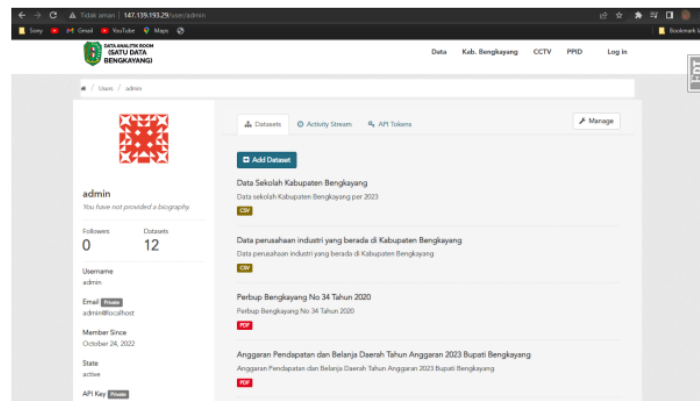 Tidak aman | 147.139.193.29/user/admin
Sony
Gmail
YouTube
Maps
Bookmark la
DATA ANALITIK ROOM
(SATU DATA
BENGKAYANG)
Data
Kab. Bengkayang
CCTV
PPID
Log in
/ Users / admin
Datasets
Activity Stream
API Tokens
Manage
Add Dataset
admin
You have not provided a biography.
Followers
0
Datasets
12
Username
admin
Email Private
admin@localhost
Member Since
October 24, 2022
State
active
API Key Private
Data Sekolah Kabupaten Bengkayang
Data sekolah Kabupaten Bengkayang per 2023
CSV
Data perusahaan industri yang berada di Kabupaten Bengkayang
Data perusahaan industri yang berada di Kabupaten Bengkayang
CSV
Perbup Bengkayang No 34 Tahun 2020
Perbup Bengkayang No 34 Tahun 2020
PDF
Anggaran Pendapatan dan Belanja Daerah Tahun Anggaran 2023 Bupati Bengkayang
Anggaran Pendapatan dan Belanja Daerah Tahun Anggaran 2023 Bupati Bengkayang
PDF